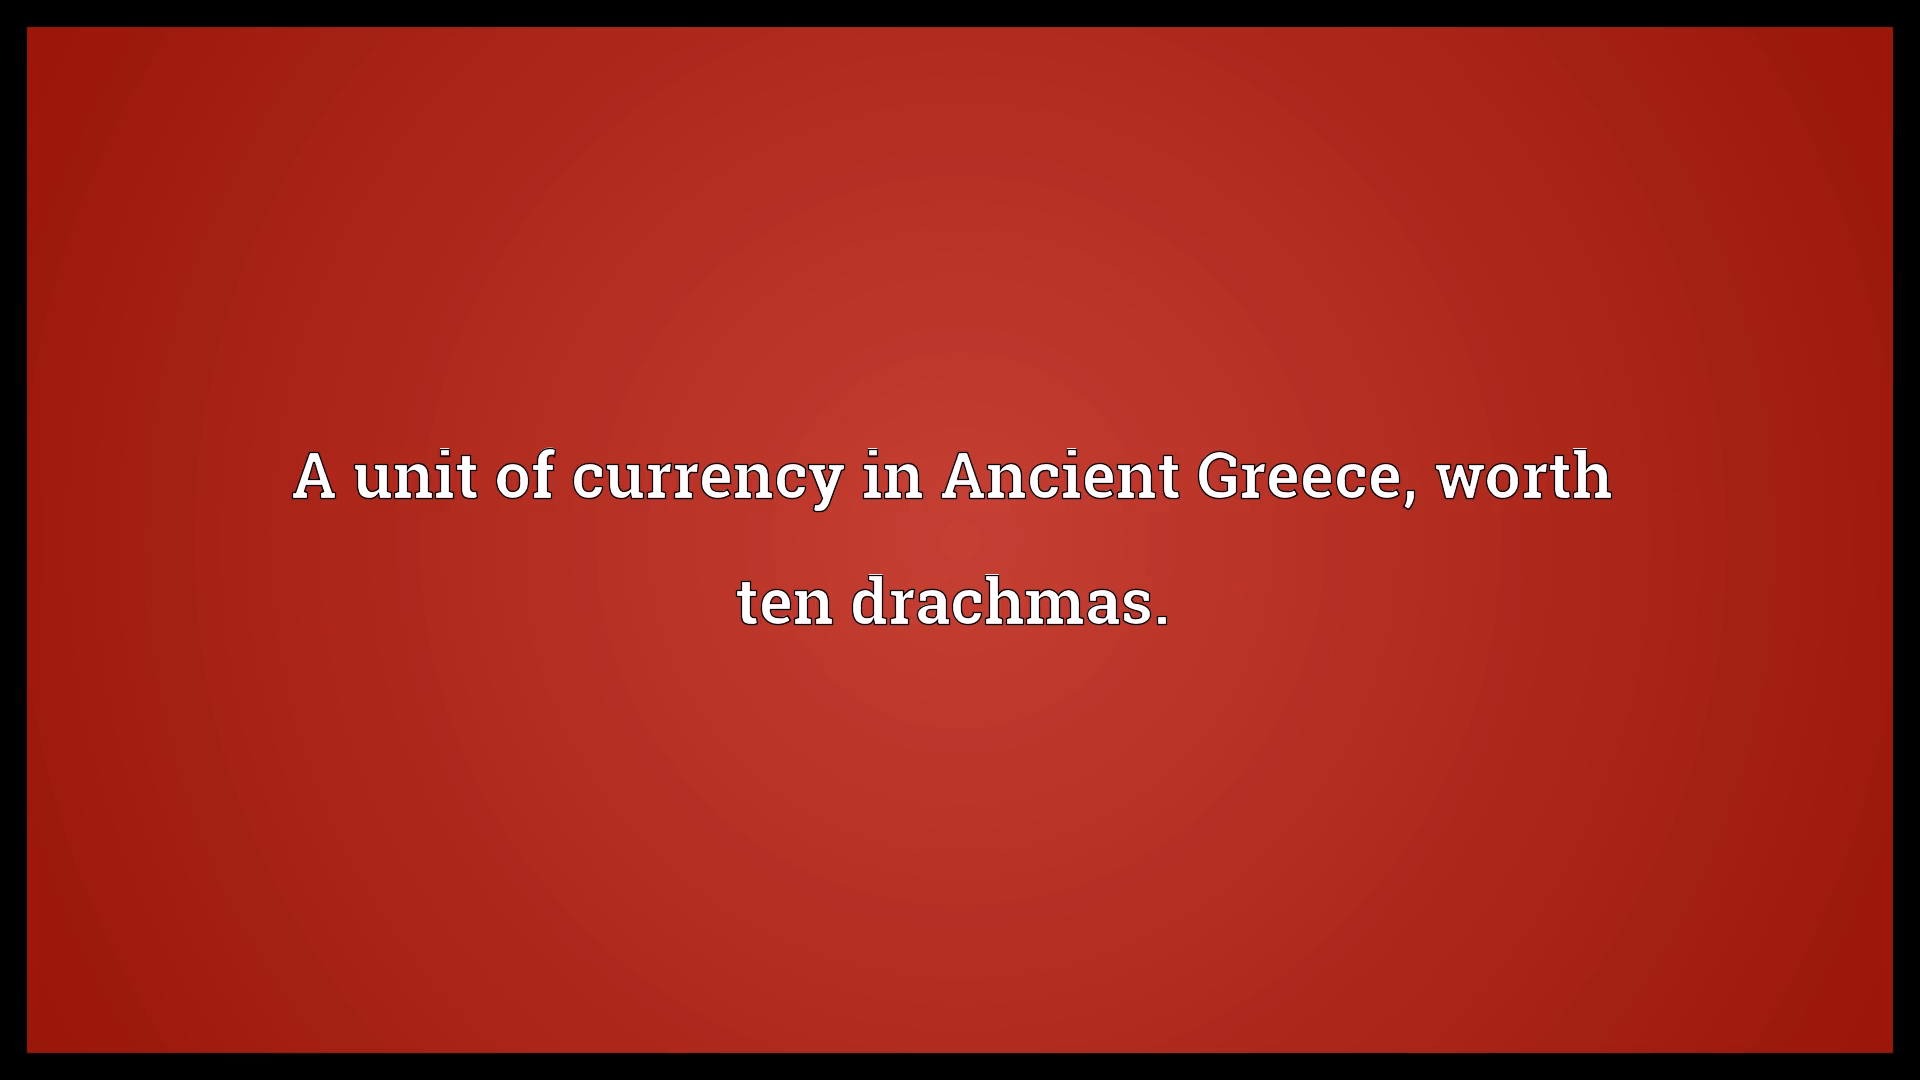 A unit of currency in Ancient Greece, worth
ten drachmas.